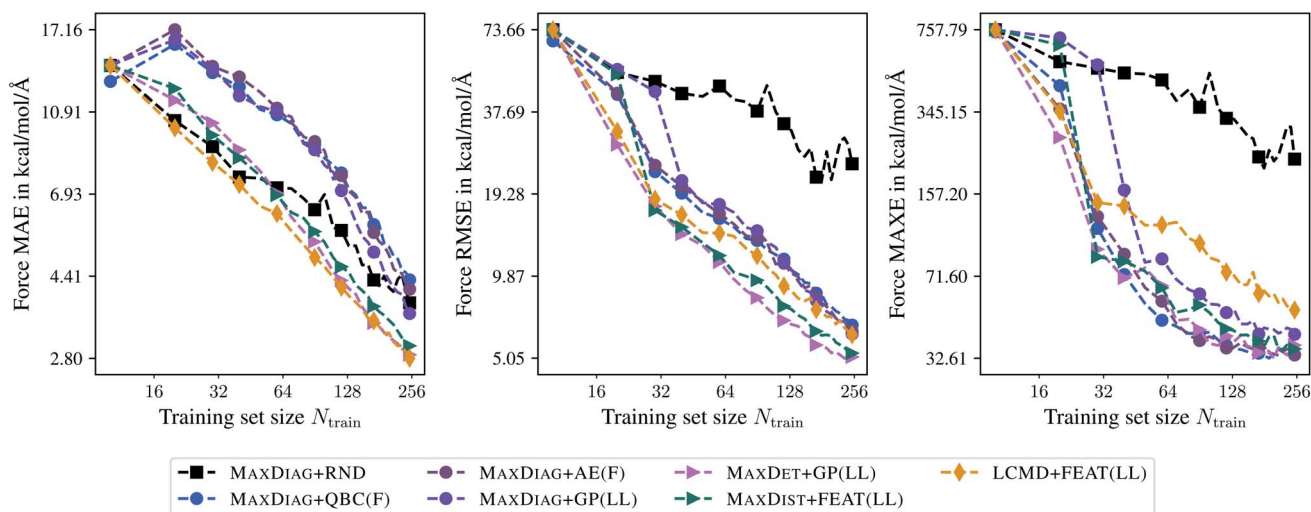 17.16
10.91
6.93
4.41
2.80
Force MAE in kcal/mol/Å
16 32 64 128 256
Training set size N_train
73.66
37.69
19.28
9.87
5.05
Force RMSE in kcal/mol/Å
16 32 64 128 256
Training set size N_train
757.79
345.15
157.20
71.60
32.61
Force MAXE in kcal/mol/Å
16 32 64 128 256
Training set size N_train
MAXDIAG+RND MAXDIAG+AE(F) MAXDET+GP(LL) LCMD+FEAT(LL)
MAXDIAG+QBC(F) MAXDIAG+GP(LL) MAXDIST+FEAT(LL)